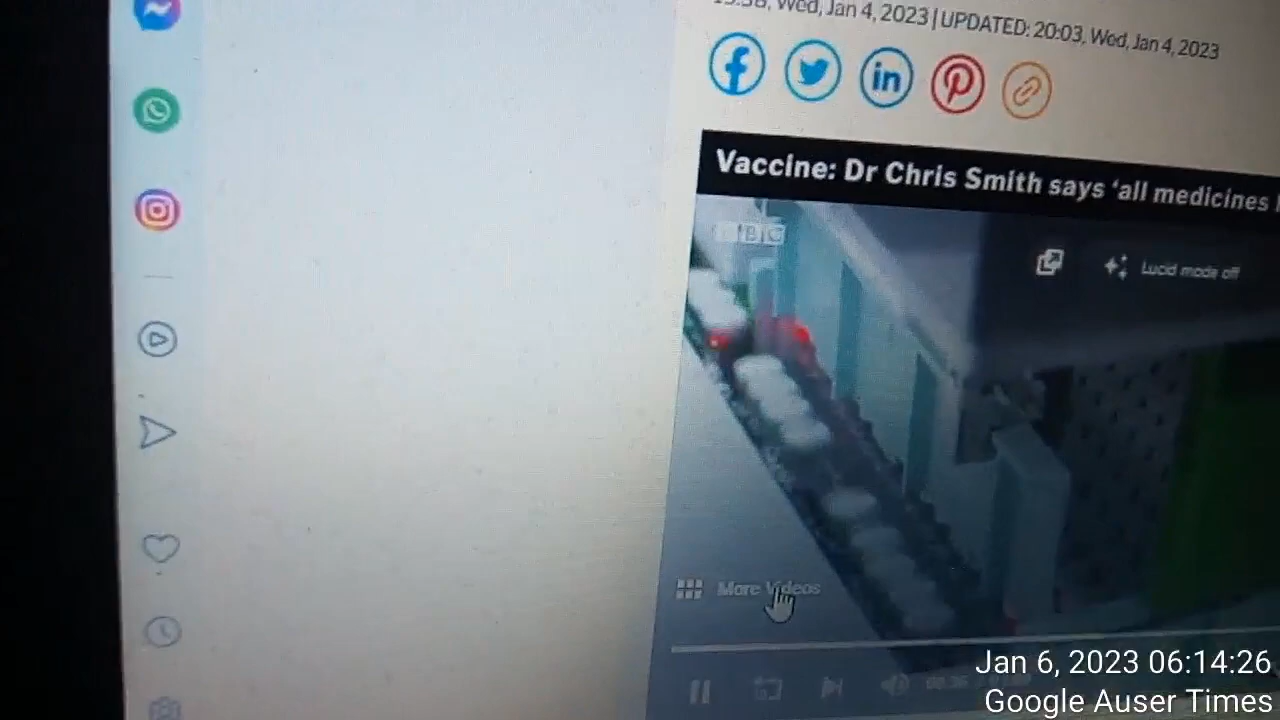 Wed, Jan 4, 2023 | UPDATED: 20:03, Wed, Jan 4, 2023
Vaccine: Dr Chris Smith says ‘all medicines
BBC
Lucid mode off
More Videos
Jan 6, 2023 06:14:26
Google Auser Times